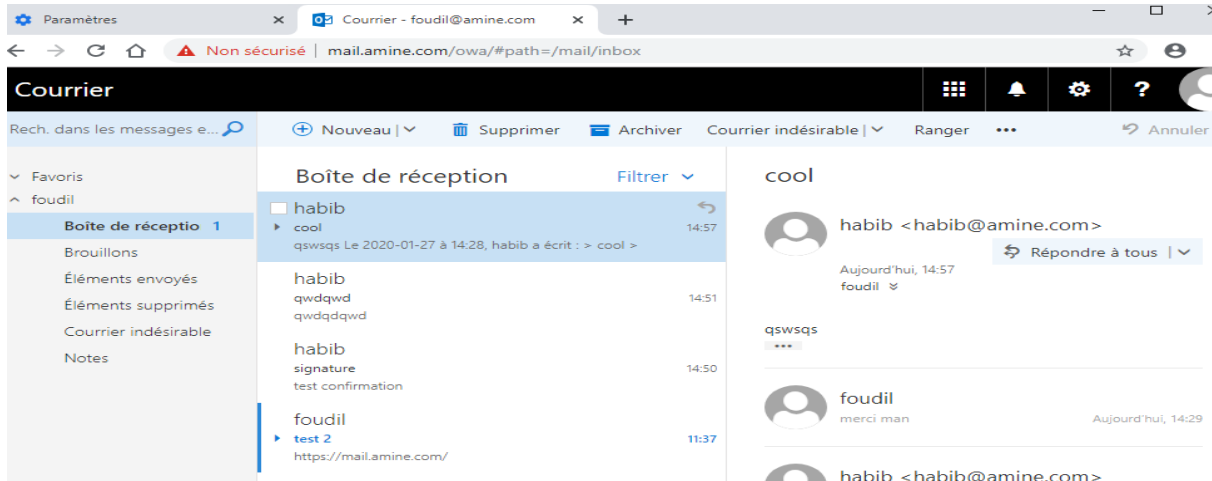 Paramètres
Courrier - foudil@amine.com
Non sécurisé | mail.amine.com/owa/#path=/mail/inbox
Courrier
Rech. dans les messages e...
Nouveau |
Supprimer
Archiver
Courrier indésirable |
Ranger
Annuler
Favoris
foudil
Boîte de réceptio 1
Brouillons
Éléments envoyés
Éléments supprimés
Courrier indésirable
Notes
Boîte de réception Filtrer
habib
cool 14:57
qswsqs Le 2020-01-27 à 14:28, habib a écrit : > cool >
habib
qwdqwd 14:51
qwdqdqwd
habib
signature 14:50
test confirmation
foudil
test 2 11:37
https://mail.amine.com/
cool
habib <habib@amine.com>
Répondre à tous |
Aujourd'hui, 14:57
foudil
qswsqs
foudil
merci man Aujourd'hui, 14:29
habib <habib@amine.com>